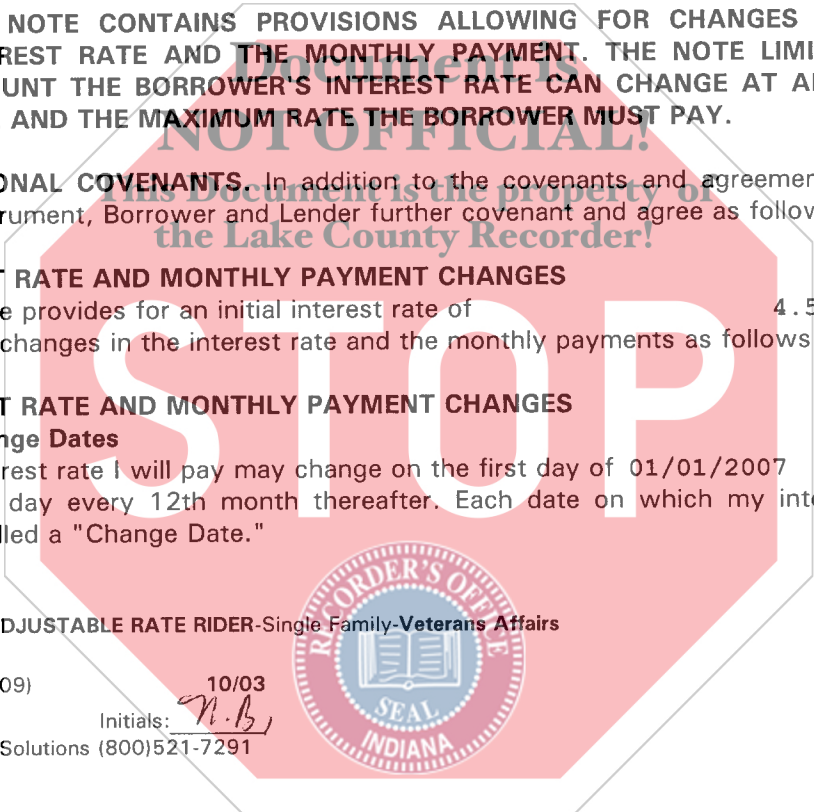 NOTE CONTAINS PROVISIONS ALLOWING FOR CHANGES
REST RATE AND THE MONTHLY PAYMENT. THE NOTE LIMI
UNT THE BORROWER'S INTEREST RATE CAN CHANGE AT A
AND THE MAXIMUM RATE THE BORROWER MUST PAY.
Document is
NOT OFFICIAL!
This Document is the property of
the Lake County Recorder!
ONAL COVENANTS. In addition to the covenants and agreemen
rument, Borrower and Lender further covenant and agree as follow
T RATE AND MONTHLY PAYMENT CHANGES
e provides for an initial interest rate of 4.5
changes in the interest rate and the monthly payments as follows
STOP
T RATE AND MONTHLY PAYMENT CHANGES
nge Dates
rest rate I will pay may change on the first day of 01/01/2007
day every 12th month thereafter. Each date on which my inte
lled a "Change Date."
DJUSTABLE RATE RIDER-Single Family-Veterans Affairs
RECORDER'S OFFICE
SEAL
INDIANA
09) 10/03
Initials: N.B,
Solutions (800)521-7291